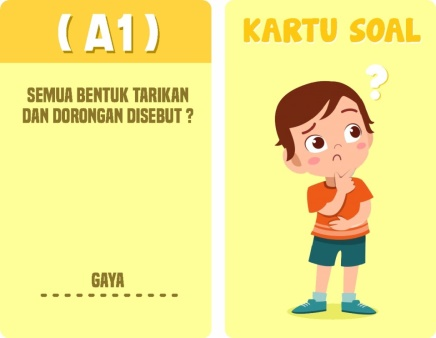 ( A1 )
SEMUA BENTUK TARIKAN
DAN DORONGAN DISEBUT ?
GAYA
KARTU SOAL
?